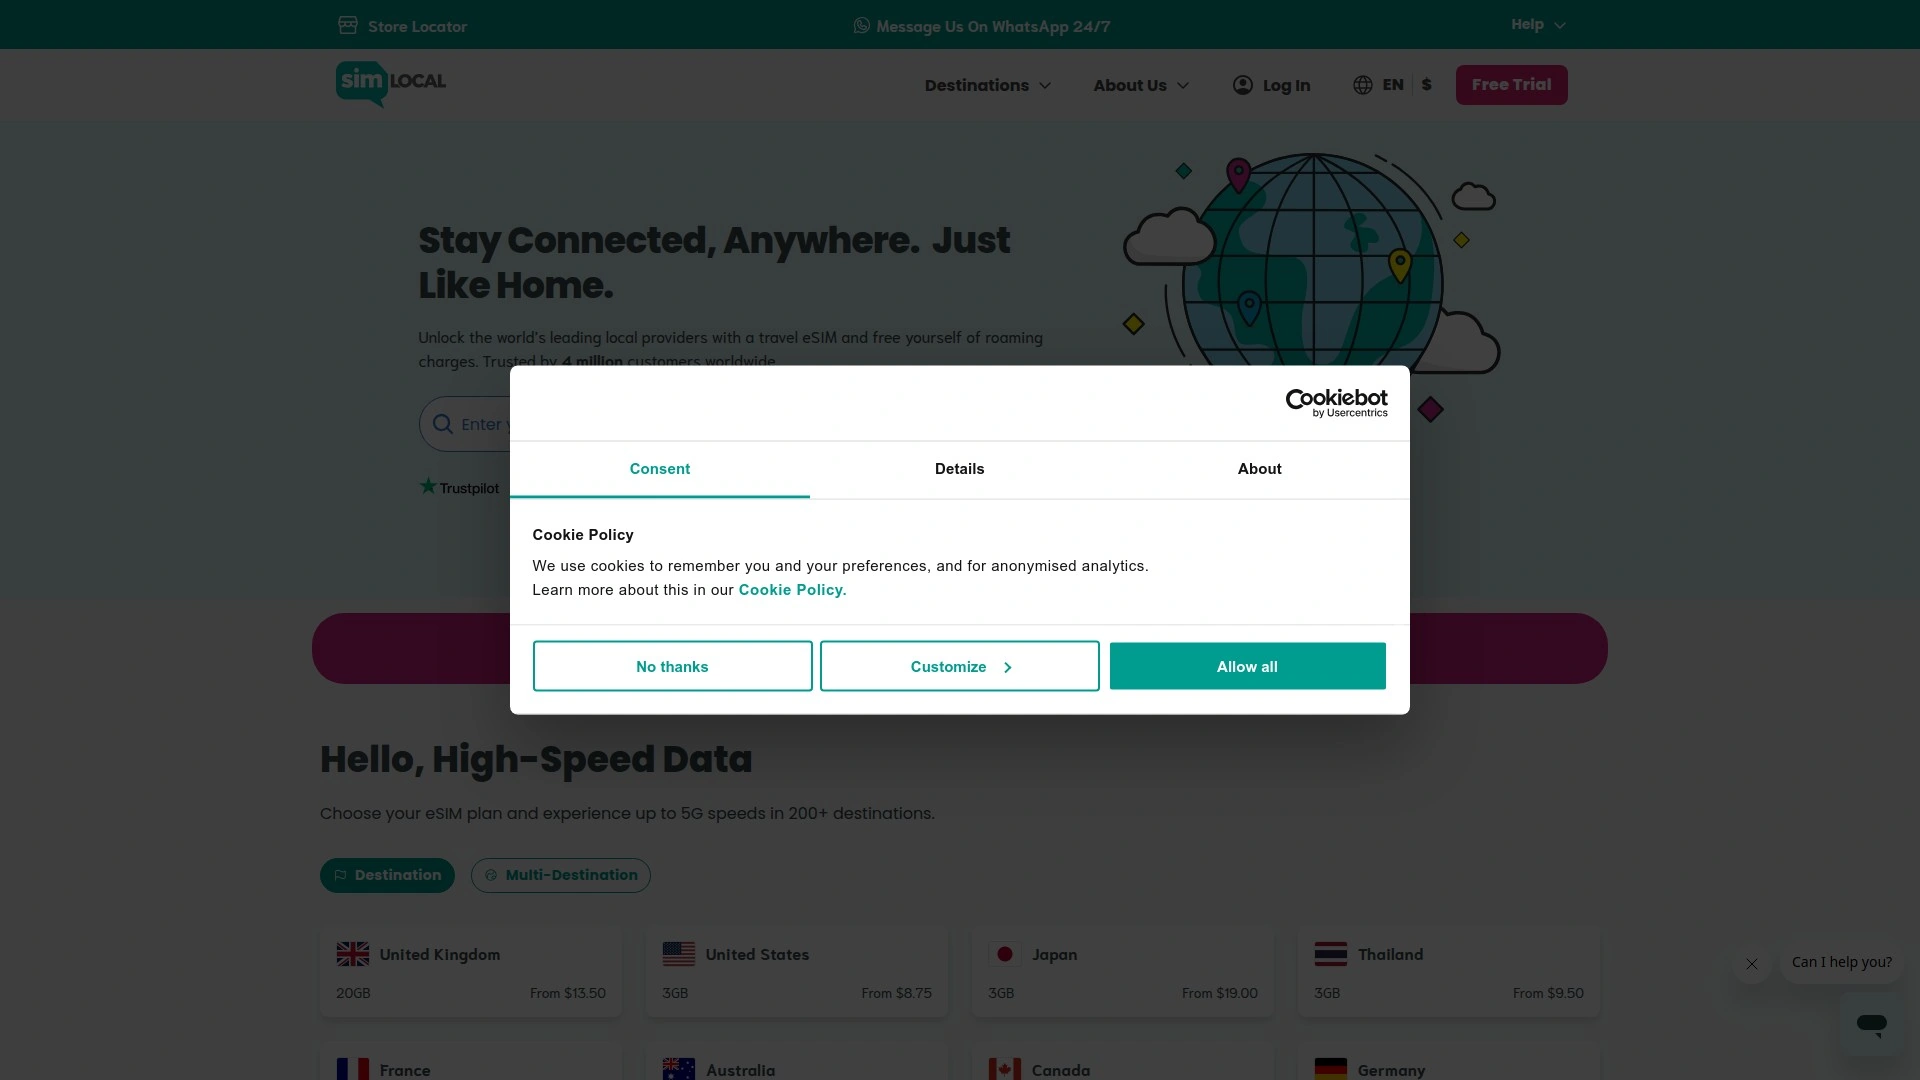 Store Locator
Message Us On WhatsApp 24/7
Help
sim LOCAL
Destinations
About Us
Log In
EN
$
Free Trial
Stay Connected, Anywhere. Just
Like Home.
Unlock the world's leading local providers with a travel eSIM and free yourself of roaming
charges. Trusted by 4 million customers worldwide
Enter
Trustpilot
Cookiebot
by Usercentrics
Consent
Details
About
Cookie Policy
We use cookies to remember you and your preferences, and for anonymised analytics.
Learn more about this in our Cookie Policy.
No thanks
Customize
Allow all
Hello, High-Speed Data
Choose your eSIM plan and experience up to 5G speeds in 200+ destinations.
Destination
Multi-Destination
United Kingdom
20GB
From $13.50
United States
3GB
From $8.75
Japan
3GB
From $19.00
Thailand
3GB
From $9.50
Can I help you?
France
Australia
Canada
Germany